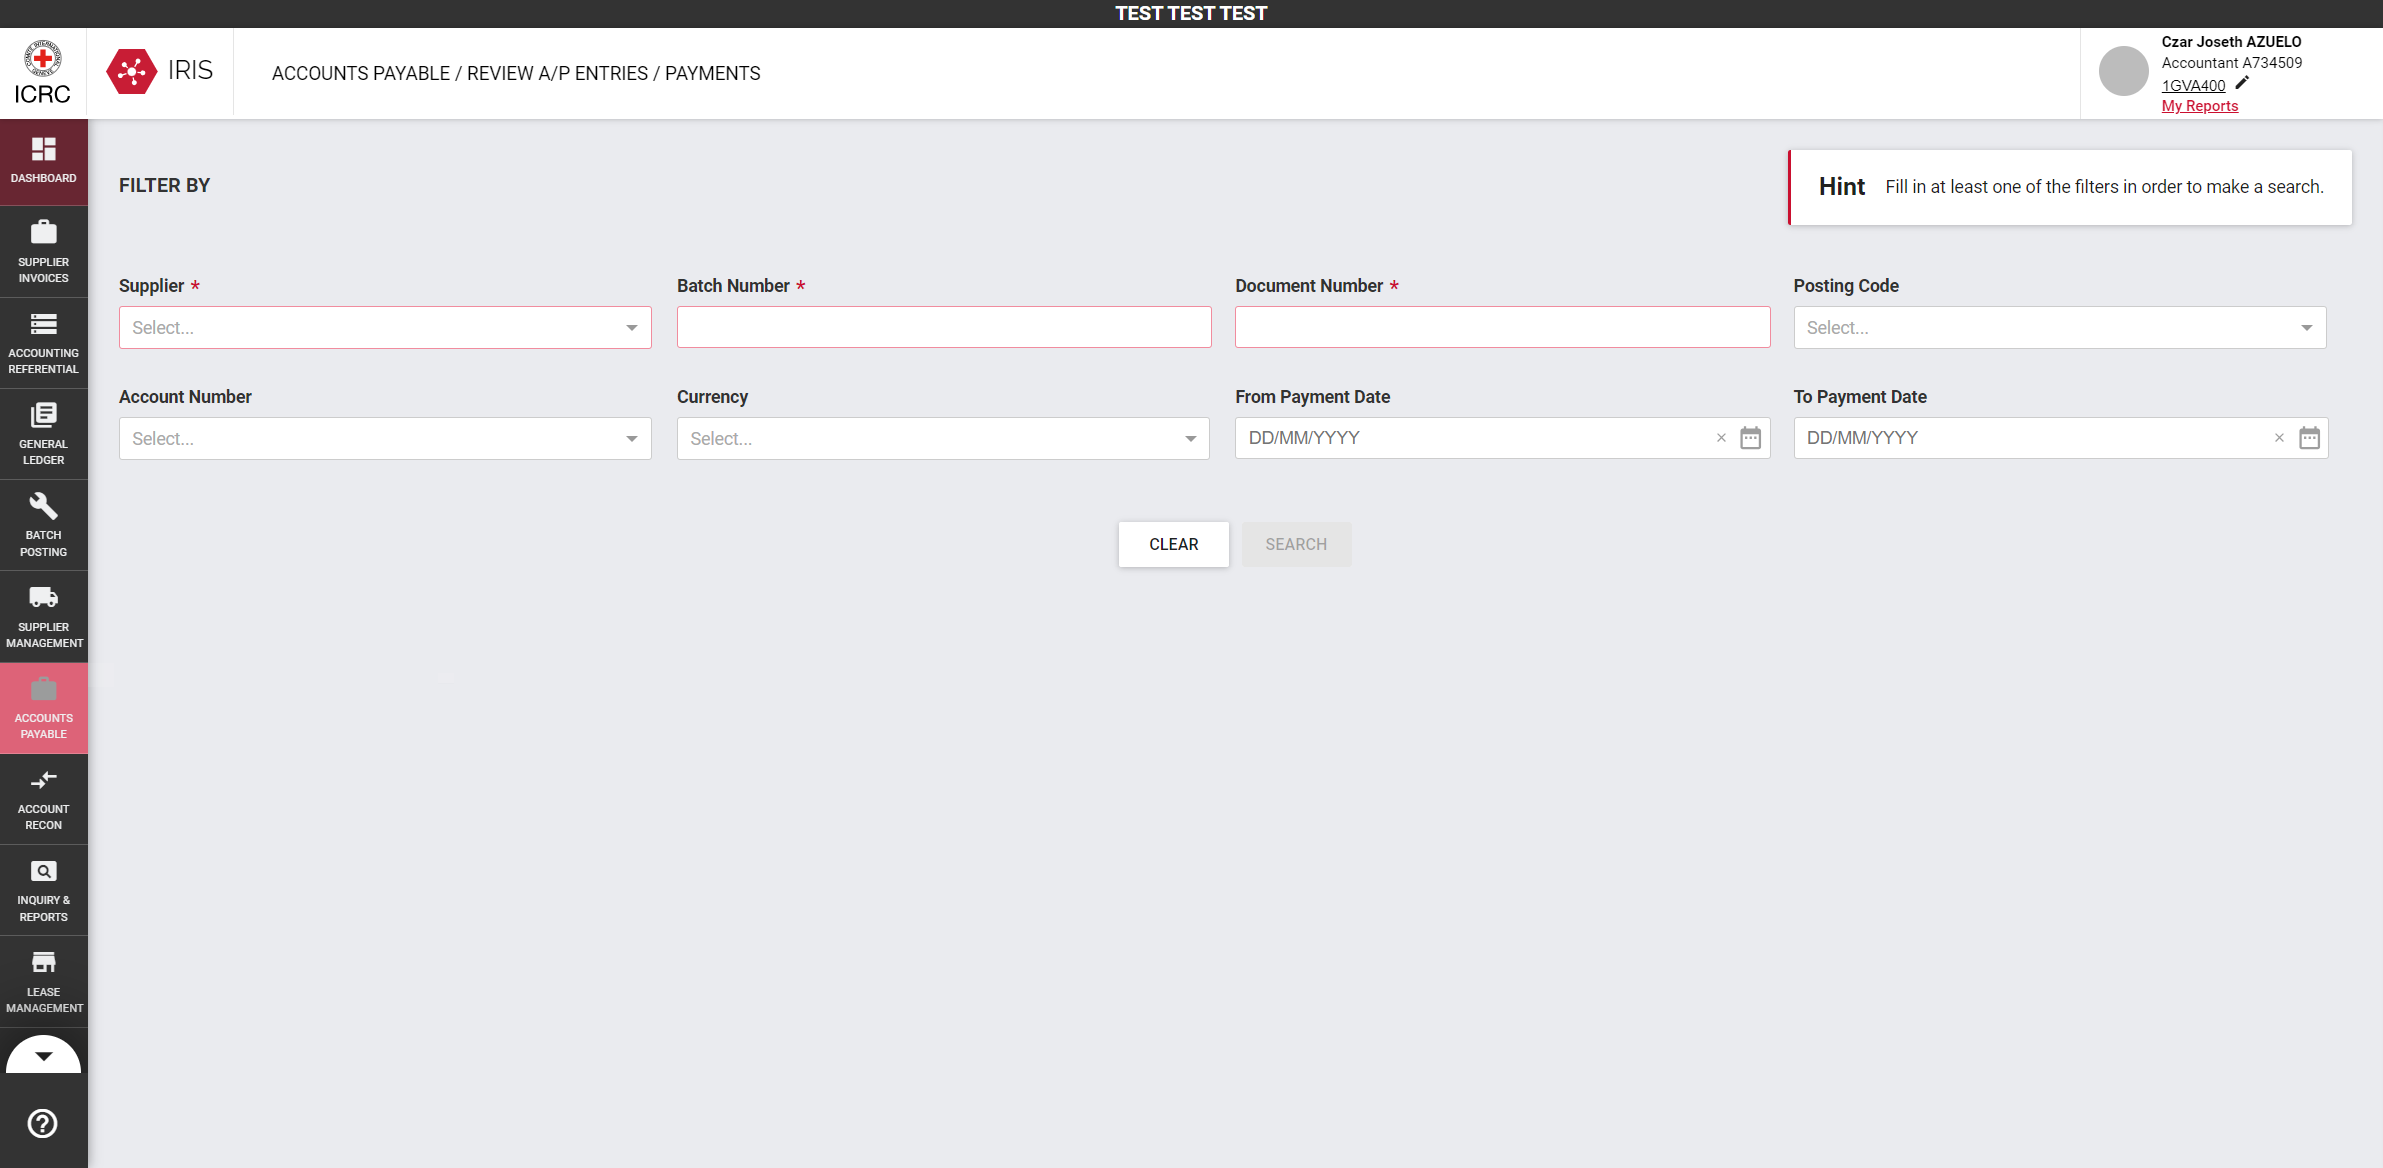 TEST TEST TEST
ICRC
IRIS
ACCOUNTS PAYABLE / REVIEW A/P ENTRIES / PAYMENTS
Czar Joseth AZUELO
Accountant A734509
1GVA400
My Reports
DASHBOARD
SUPPLIER
INVOICES
ACCOUNTING
REFERENTIAL
GENERAL
LEDGER
BATCH
POSTING
SUPPLIER
MANAGEMENT
ACCOUNTS
PAYABLE
ACCOUNT
RECON
INQUIRY &
REPORTS
LEASE
MANAGEMENT
FILTER BY
Hint Fill in at least one of the filters in order to make a search.
Supplier * Batch Number * Document Number * Posting Code
Select... Select...
Account Number Currency From Payment Date To Payment Date
Select... Select... DD/MM/YYYY × DD/MM/YYYY ×
CLEAR SEARCH